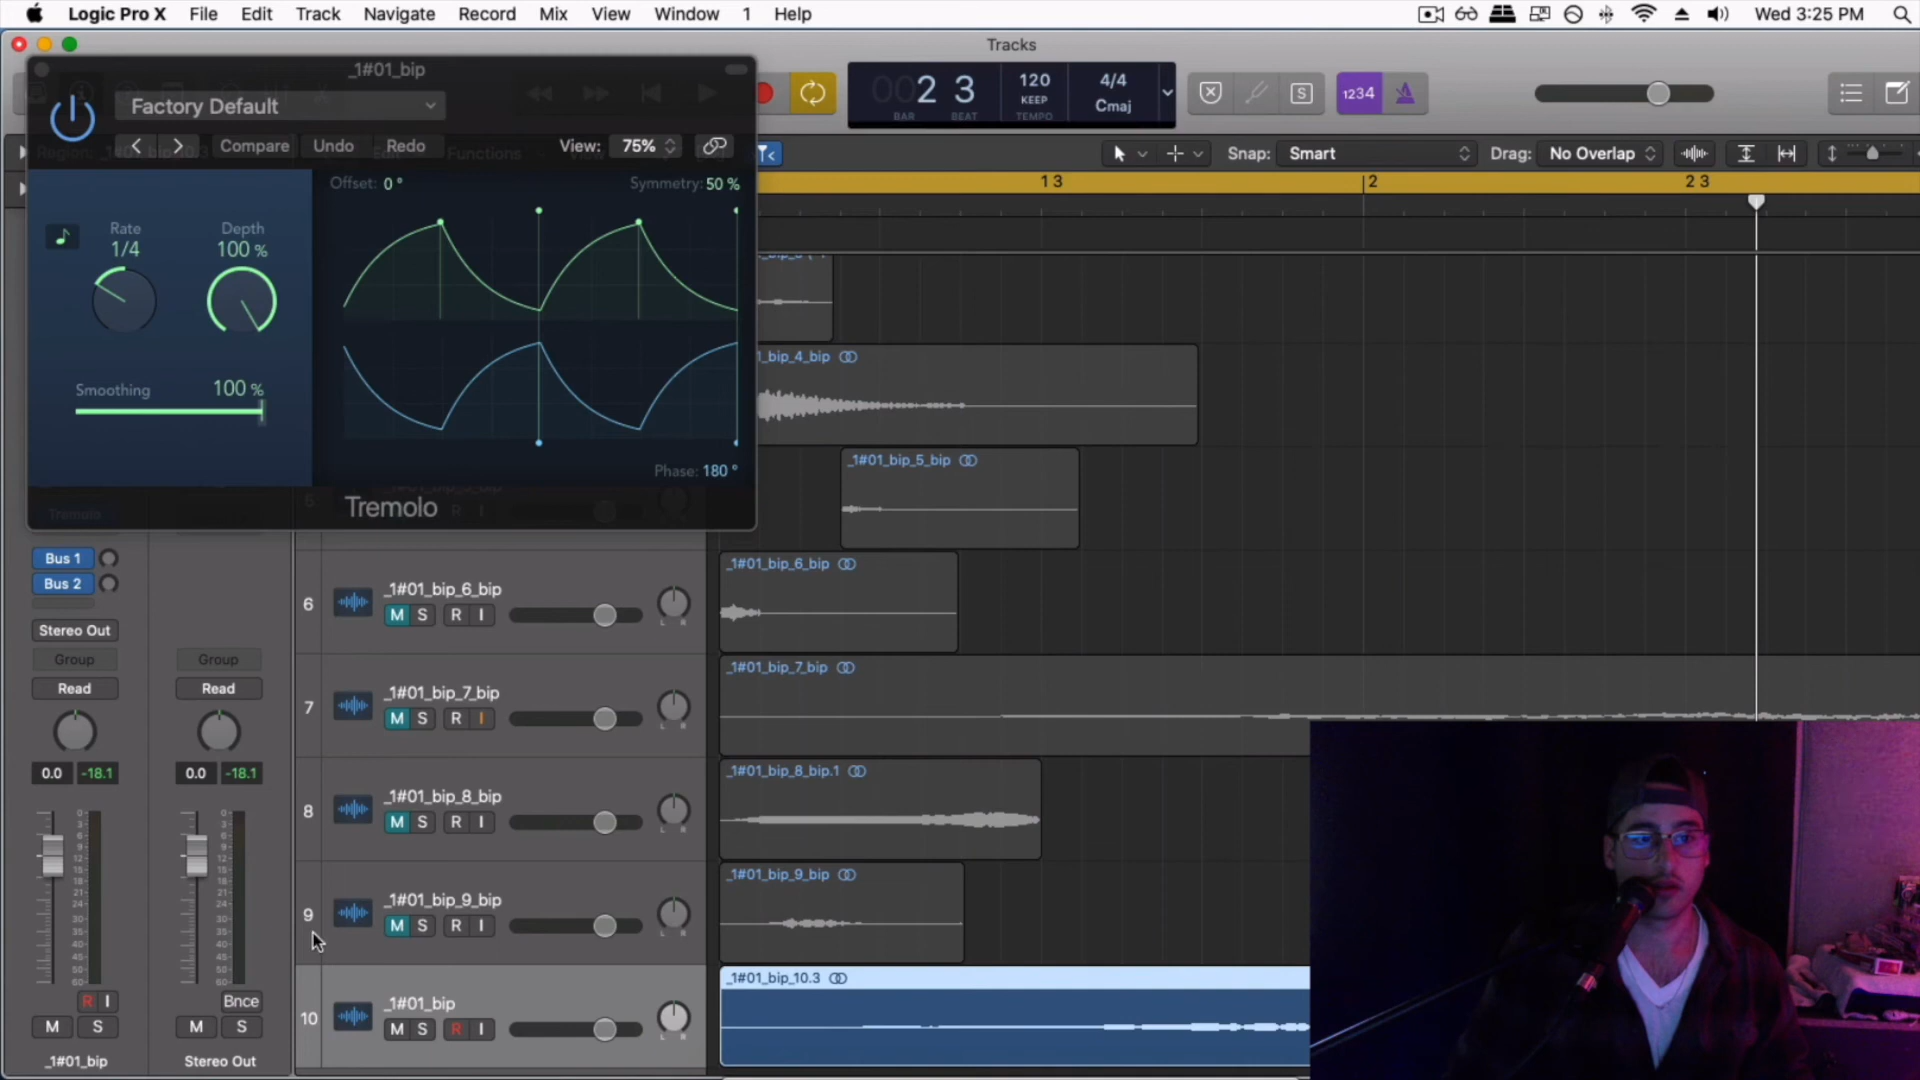 Logic Pro X File Edit Track Navigate Record Mix View Window 1 Help Wed 3:25 PM
Tracks
_1#01_bip
Factory Default
Compare Undo Redo View: 75%
2 3 120 4/4
KEEP Cmaj
BAR BEAT TEMPO
S 1234
Functions
Snap: Smart Drag: No Overlap
1 3 2 2 3
Offset: 0° Symmetry: 50 %
Rate Depth
1/4 100 %
Smoothing 100 %
Phase: 180°
Tremolo
Tremolo
Bus 1
Bus 2
Stereo Out
Group Group
Read Read
0.0 -18.1 0.0 -18.1
R I Bnce
M S M S
_1#01_bip Stereo Out
5 R I
6 _1#01_bip_6_bip
M S R I
7 _1#01_bip_7_bip
M S R I
8 _1#01_bip_8_bip
M S R I
9 _1#01_bip_9_bip
M S R I
10 _1#01_bip
M S R I
_bip_4_bip
_1#01_bip_5_bip
_1#01_bip_6_bip
_1#01_bip_7_bip
_1#01_bip_8_bip.1
_1#01_bip_9_bip
_1#01_bip_10.3